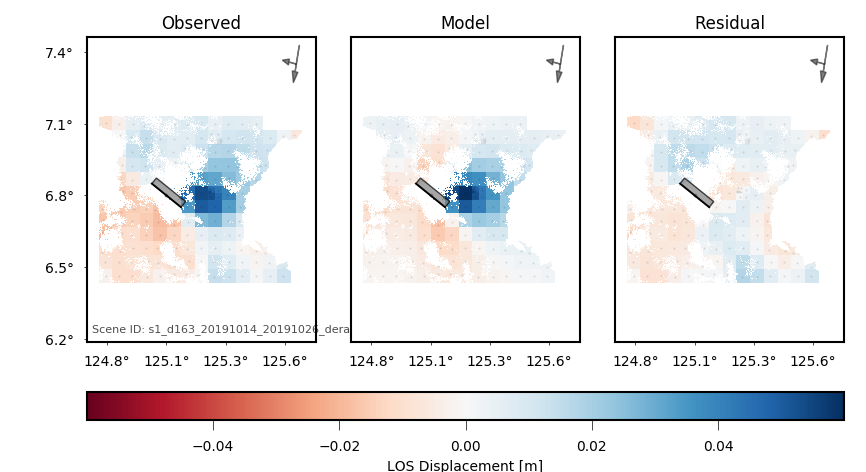 Observed
Model
Residual
7.4°
7.1°
6.8°
6.5°
6.2°
Scene ID: s1_d163_20191014_20191026_dera
124.8° 125.1° 125.3° 125.6°
124.8° 125.1° 125.3° 125.6°
124.8° 125.1° 125.3° 125.6°
−0.04 −0.02 0.00 0.02 0.04
LOS Displacement [m]